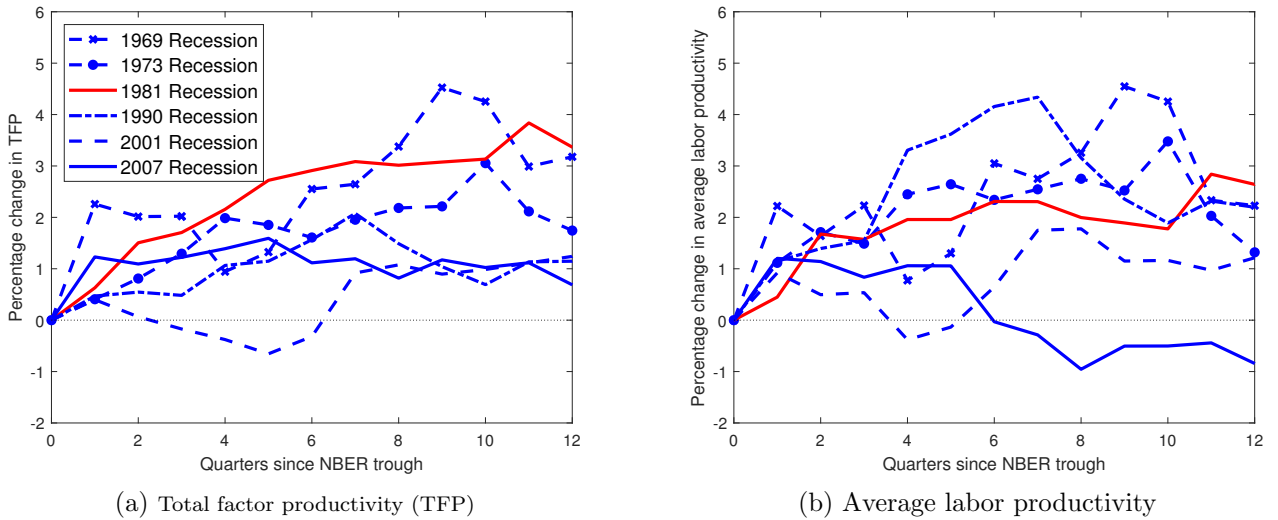 6
5
4
3
2
1
0
-1
-2
Percentage change in TFP
1969 Recession
1973 Recession
1981 Recession
1990 Recession
2001 Recession
2007 Recession
0 2 4 6 8 10 12
Quarters since NBER trough
(a) Total factor productivity (TFP)
6
5
4
3
2
1
0
-1
-2
Percentage change in average labor productivity
0 2 4 6 8 10 12
Quarters since NBER trough
(b) Average labor productivity